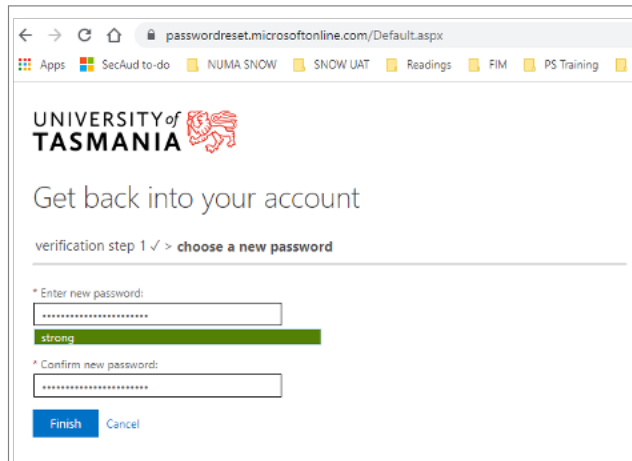 passwordreset.microsoftonline.com/Default.aspx
Apps SecAud to-do NUMA SNOW SNOW UAT Readings FIM PS Training
UNIVERSITY of
TASMANIA
Get back into your account
verification step 1 ✓ > choose a new password
* Enter new password:
strong
* Confirm new password:
Finish Cancel